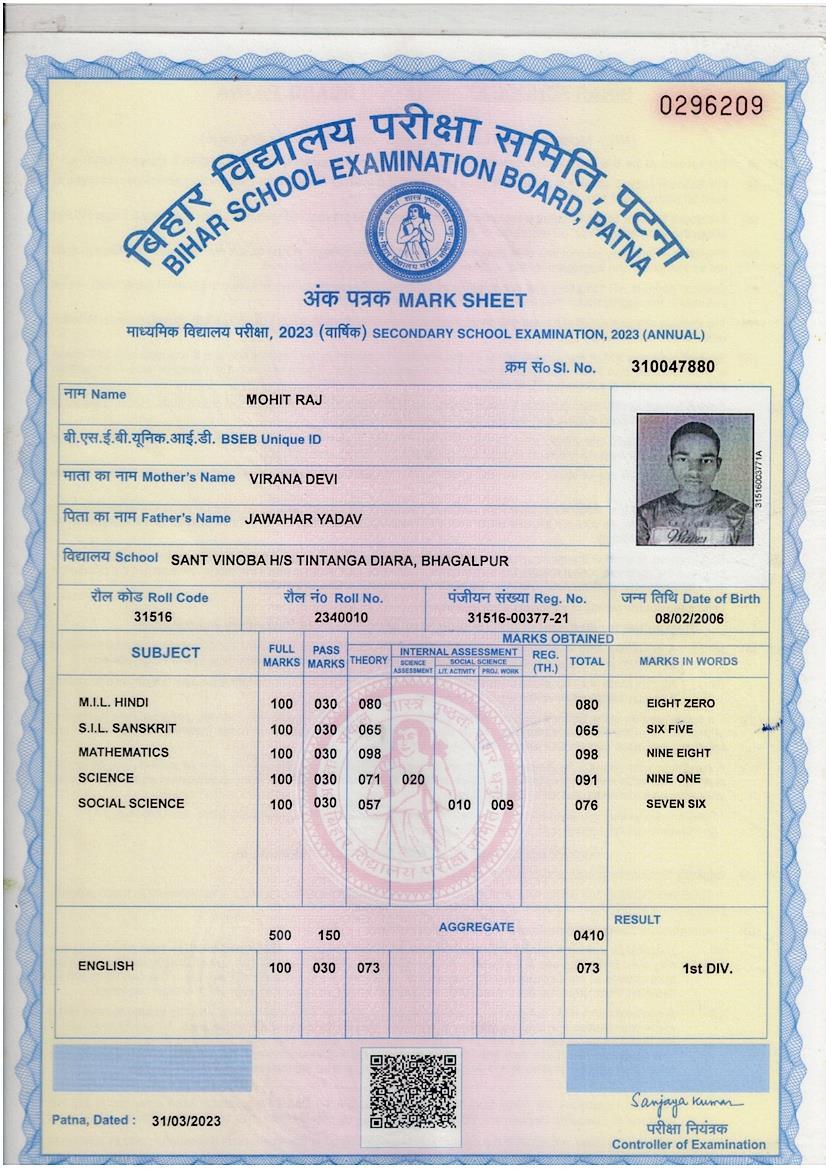 0296209
बिहार विद्यालय परीक्षा समिति, पटना
BIHAR SCHOOL EXAMINATION BOARD, PATNA
अंक पत्रक MARK SHEET
माध्यमिक विद्यालय परीक्षा, 2023 (वार्षिक) SECONDARY SCHOOL EXAMINATION, 2023 (ANNUAL)
क्रम सं० Sl. No. 310047880
नाम Name MOHIT RAJ
बी.एस.ई.बी.यूनिक.आई.डी. BSEB Unique ID
माता का नाम Mother's Name VIRANA DEVI
पिता का नाम Father's Name JAWAHAR YADAV
विद्यालय School SANT VINOBA H/S TINTANGA DIARA, BHAGALPUR
31516003771A
रौल कोड Roll Code रौल नं० Roll No. पंजीयन संख्या Reg. No. जन्म तिथि Date of Birth
31516 2340010 31516-00377-21 08/02/2006
MARKS OBTAINED
SUBJECT FULL MARKS PASS MARKS THEORY INTERNAL ASSESSMENT REG. (TH.) TOTAL MARKS IN WORDS
SCIENCE ASSESSMENT SOCIAL SCIENCE LIT. ACTIVITY PROJ. WORK
M.I.L. HINDI 100 030 080 080 EIGHT ZERO
S.I.L. SANSKRIT 100 030 065 065 SIX FIVE
MATHEMATICS 100 030 098 098 NINE EIGHT
SCIENCE 100 030 071 020 091 NINE ONE
SOCIAL SCIENCE 100 030 057 010 009 076 SEVEN SIX
500 150 AGGREGATE 0410 RESULT
ENGLISH 100 030 073 073 1st DIV.
Sanjaya Kumar
Patna, Dated : 31/03/2023
परीक्षा नियंत्रक
Controller of Examination